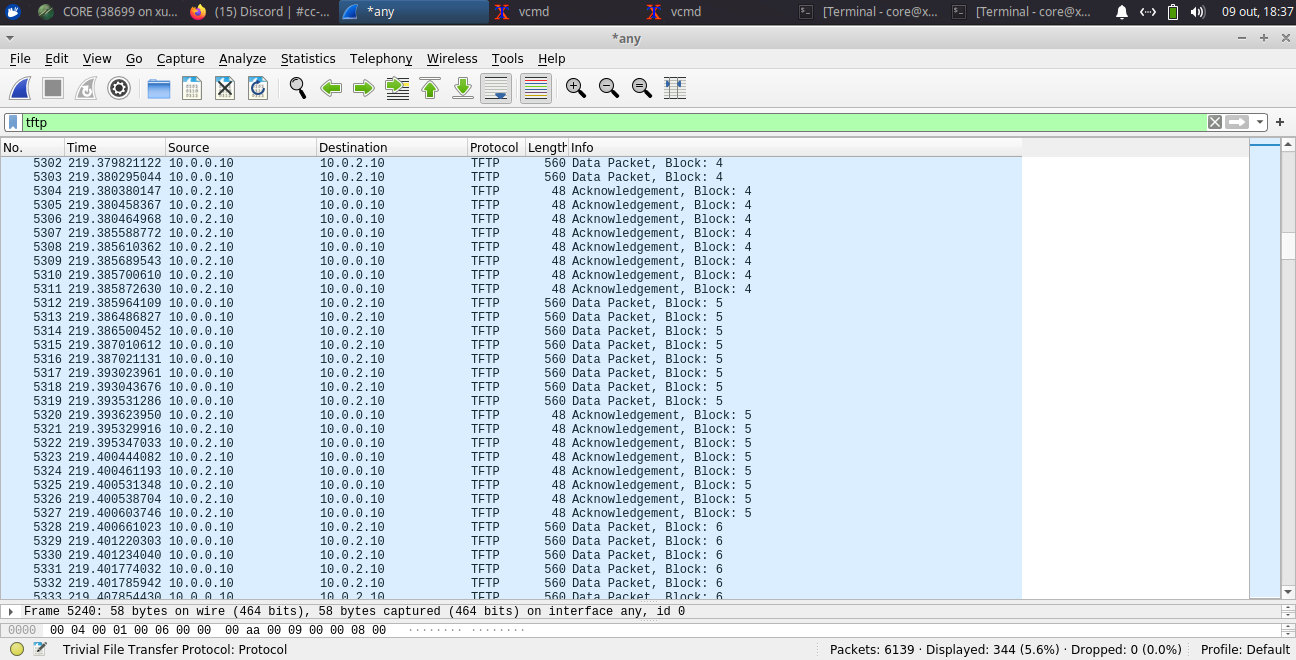 CORE (38699 on xu... (15) Discord | #cc-... *any vcmd vcmd [Terminal - core@x... [Terminal - core@x... 09 out, 18:37
*any
File Edit View Go Capture Analyze Statistics Telephony Wireless Tools Help
tftp
No. Time Source Destination Protocol Length Info
5302 219.379821122 10.0.0.10 10.0.2.10 TFTP 560 Data Packet, Block: 4
5303 219.380295044 10.0.0.10 10.0.2.10 TFTP 560 Data Packet, Block: 4
5304 219.380380147 10.0.2.10 10.0.0.10 TFTP 48 Acknowledgement, Block: 4
5305 219.380458367 10.0.2.10 10.0.0.10 TFTP 48 Acknowledgement, Block: 4
5306 219.380464968 10.0.2.10 10.0.0.10 TFTP 48 Acknowledgement, Block: 4
5307 219.385588772 10.0.2.10 10.0.0.10 TFTP 48 Acknowledgement, Block: 4
5308 219.385610362 10.0.2.10 10.0.0.10 TFTP 48 Acknowledgement, Block: 4
5309 219.385689543 10.0.2.10 10.0.0.10 TFTP 48 Acknowledgement, Block: 4
5310 219.385700610 10.0.2.10 10.0.0.10 TFTP 48 Acknowledgement, Block: 4
5311 219.385872630 10.0.2.10 10.0.0.10 TFTP 48 Acknowledgement, Block: 4
5312 219.385964109 10.0.0.10 10.0.2.10 TFTP 560 Data Packet, Block: 5
5313 219.386486827 10.0.0.10 10.0.2.10 TFTP 560 Data Packet, Block: 5
5314 219.386500452 10.0.0.10 10.0.2.10 TFTP 560 Data Packet, Block: 5
5315 219.387010612 10.0.0.10 10.0.2.10 TFTP 560 Data Packet, Block: 5
5316 219.387021131 10.0.0.10 10.0.2.10 TFTP 560 Data Packet, Block: 5
5317 219.393023961 10.0.0.10 10.0.2.10 TFTP 560 Data Packet, Block: 5
5318 219.393043676 10.0.0.10 10.0.2.10 TFTP 560 Data Packet, Block: 5
5319 219.393531286 10.0.0.10 10.0.2.10 TFTP 560 Data Packet, Block: 5
5320 219.393623950 10.0.2.10 10.0.0.10 TFTP 48 Acknowledgement, Block: 5
5321 219.395329916 10.0.2.10 10.0.0.10 TFTP 48 Acknowledgement, Block: 5
5322 219.395347033 10.0.2.10 10.0.0.10 TFTP 48 Acknowledgement, Block: 5
5323 219.400444082 10.0.2.10 10.0.0.10 TFTP 48 Acknowledgement, Block: 5
5324 219.400461193 10.0.2.10 10.0.0.10 TFTP 48 Acknowledgement, Block: 5
5325 219.400531348 10.0.2.10 10.0.0.10 TFTP 48 Acknowledgement, Block: 5
5326 219.400538704 10.0.2.10 10.0.0.10 TFTP 48 Acknowledgement, Block: 5
5327 219.400603746 10.0.2.10 10.0.0.10 TFTP 48 Acknowledgement, Block: 5
5328 219.400661023 10.0.0.10 10.0.2.10 TFTP 560 Data Packet, Block: 6
5329 219.401220303 10.0.0.10 10.0.2.10 TFTP 560 Data Packet, Block: 6
5330 219.401234040 10.0.0.10 10.0.2.10 TFTP 560 Data Packet, Block: 6
5331 219.401774032 10.0.0.10 10.0.2.10 TFTP 560 Data Packet, Block: 6
5332 219.401785942 10.0.0.10 10.0.2.10 TFTP 560 Data Packet, Block: 6
5333 219.407854430 10.0.0.10 10.0.2.10 TFTP 560 Data Packet, Block: 6
Frame 5240: 58 bytes on wire (464 bits), 58 bytes captured (464 bits) on interface any, id 0
0000 00 04 00 01 00 06 00 00 00 aa 00 09 00 00 08 00 ········ ········
Trivial File Transfer Protocol: Protocol Packets: 6139 · Displayed: 344 (5.6%) · Dropped: 0 (0.0%) Profile: Default